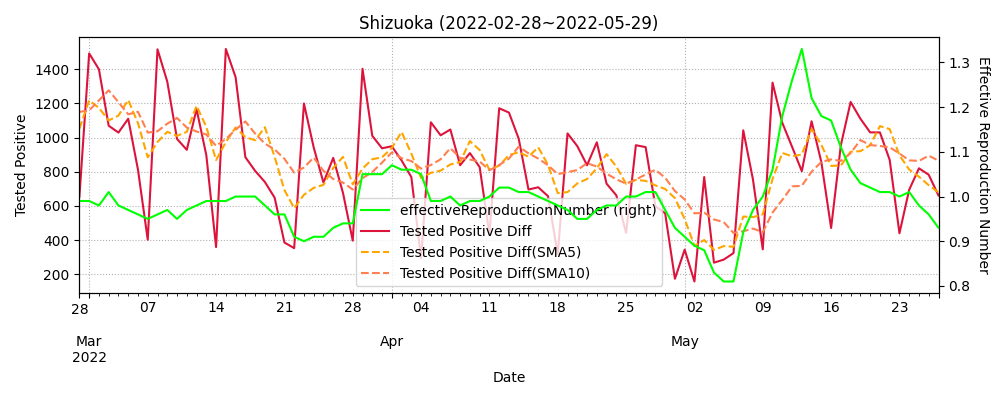 Shizuoka (2022-02-28~2022-05-29)
Tested Positive
1400
1200
1000
800
600
400
200
1.3
1.2
1.1
1.0
0.9
0.8
Effective Reproduction Number
effectiveReproductionNumber (right)
Tested Positive Diff
Tested Positive Diff(SMA5)
Tested Positive Diff(SMA10)
28 07 14 21 28 04 11 18 25 02 09 16 23
Mar Apr May
2022
Date